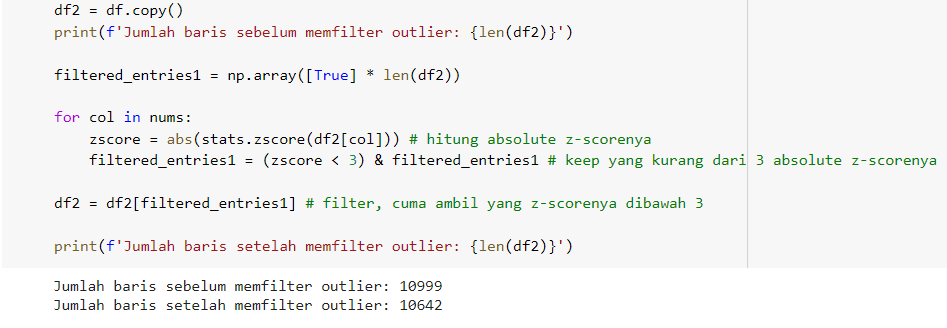 df2 = df.copy()
print(f'Jumlah baris sebelum memfilter outlier: {len(df2)}')
filtered_entries1 = np.array([True] * len(df2))
for col in nums:
zscore = abs(stats.zscore(df2[col])) # hitung absolute z-scorenya
filtered_entries1 = (zscore < 3) & filtered_entries1 # keep yang kurang dari 3 absolute z-scorenya
df2 = df2[filtered_entries1] # filter, cuma ambil yang z-scorenya dibawah 3
print(f'Jumlah baris setelah memfilter outlier: {len(df2)}')
Jumlah baris sebelum memfilter outlier: 10999
Jumlah baris setelah memfilter outlier: 10642